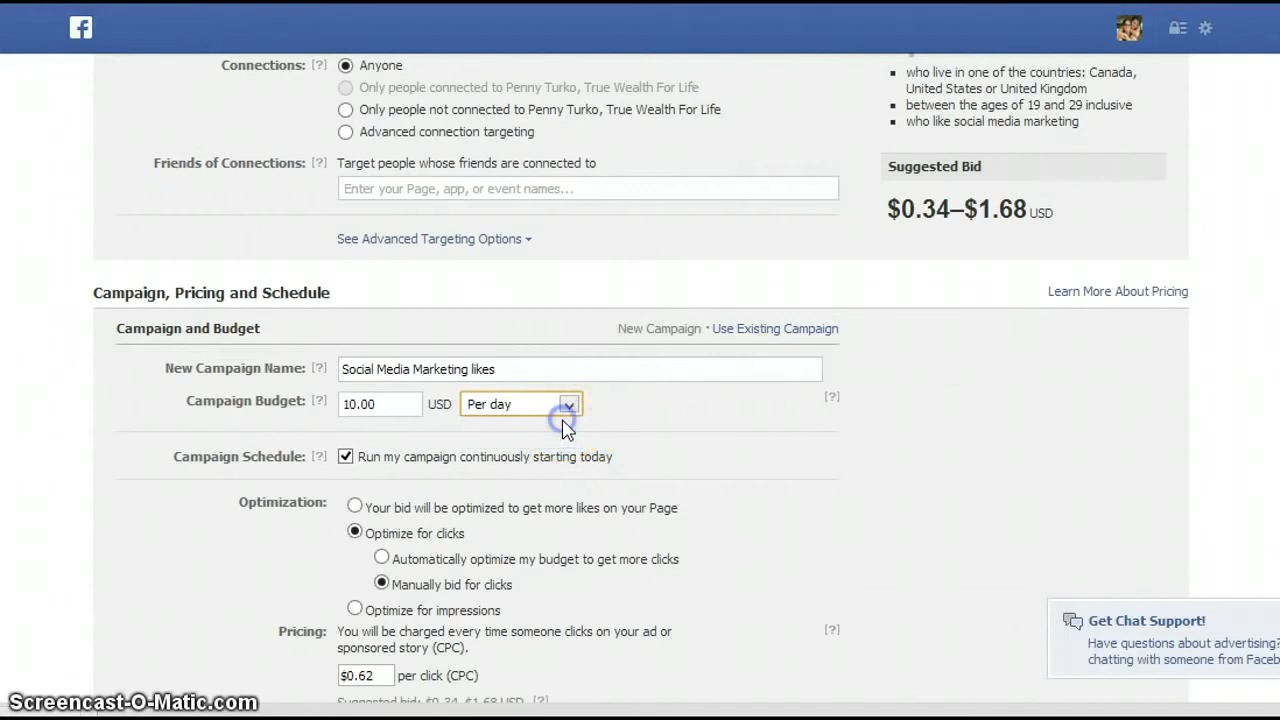 f
Connections: [?] Anyone
Only people connected to Penny Turko, True Wealth For Life
Only people not connected to Penny Turko, True Wealth For Life
Advanced connection targeting
Friends of Connections: [?] Target people whose friends are connected to
Enter your Page, app, or event names...
See Advanced Targeting Options
who live in one of the countries: Canada,
United States or United Kingdom
between the ages of 19 and 29 inclusive
who like social media marketing
Suggested Bid
$0.34–$1.68 USD
Campaign, Pricing and Schedule
Learn More About Pricing
Campaign and Budget
New Campaign · Use Existing Campaign
New Campaign Name: [?] Social Media Marketing likes
Campaign Budget: [?] 10.00 USD Per day [?]
Campaign Schedule: [?] Run my campaign continuously starting today
Optimization: Your bid will be optimized to get more likes on your Page
Optimize for clicks
Automatically optimize my budget to get more clicks
Manually bid for clicks
Optimize for impressions
Pricing: You will be charged every time someone clicks on your ad or [?]
sponsored story (CPC).
$0.62 per click (CPC)
Suggested bid: $0.34–$1.68 USD [?]
Get Chat Support!
Have questions about advertising?
chatting with someone from Faceb
Screencast-O-Matic.com